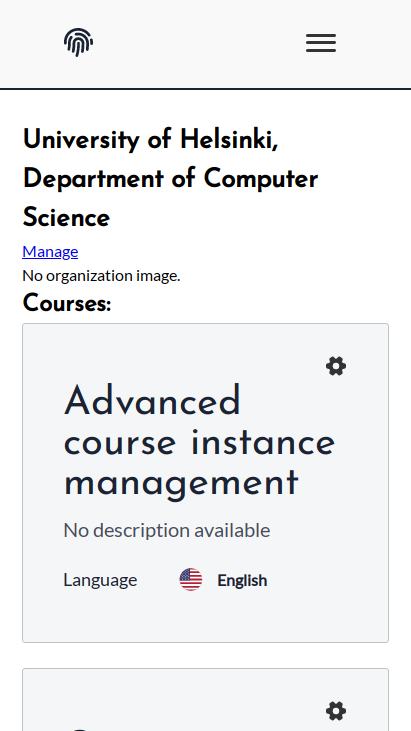 University of Helsinki,
Department of Computer
Science
Manage
No organization image.
Courses:
Advanced
course instance
management
No description available
Language English